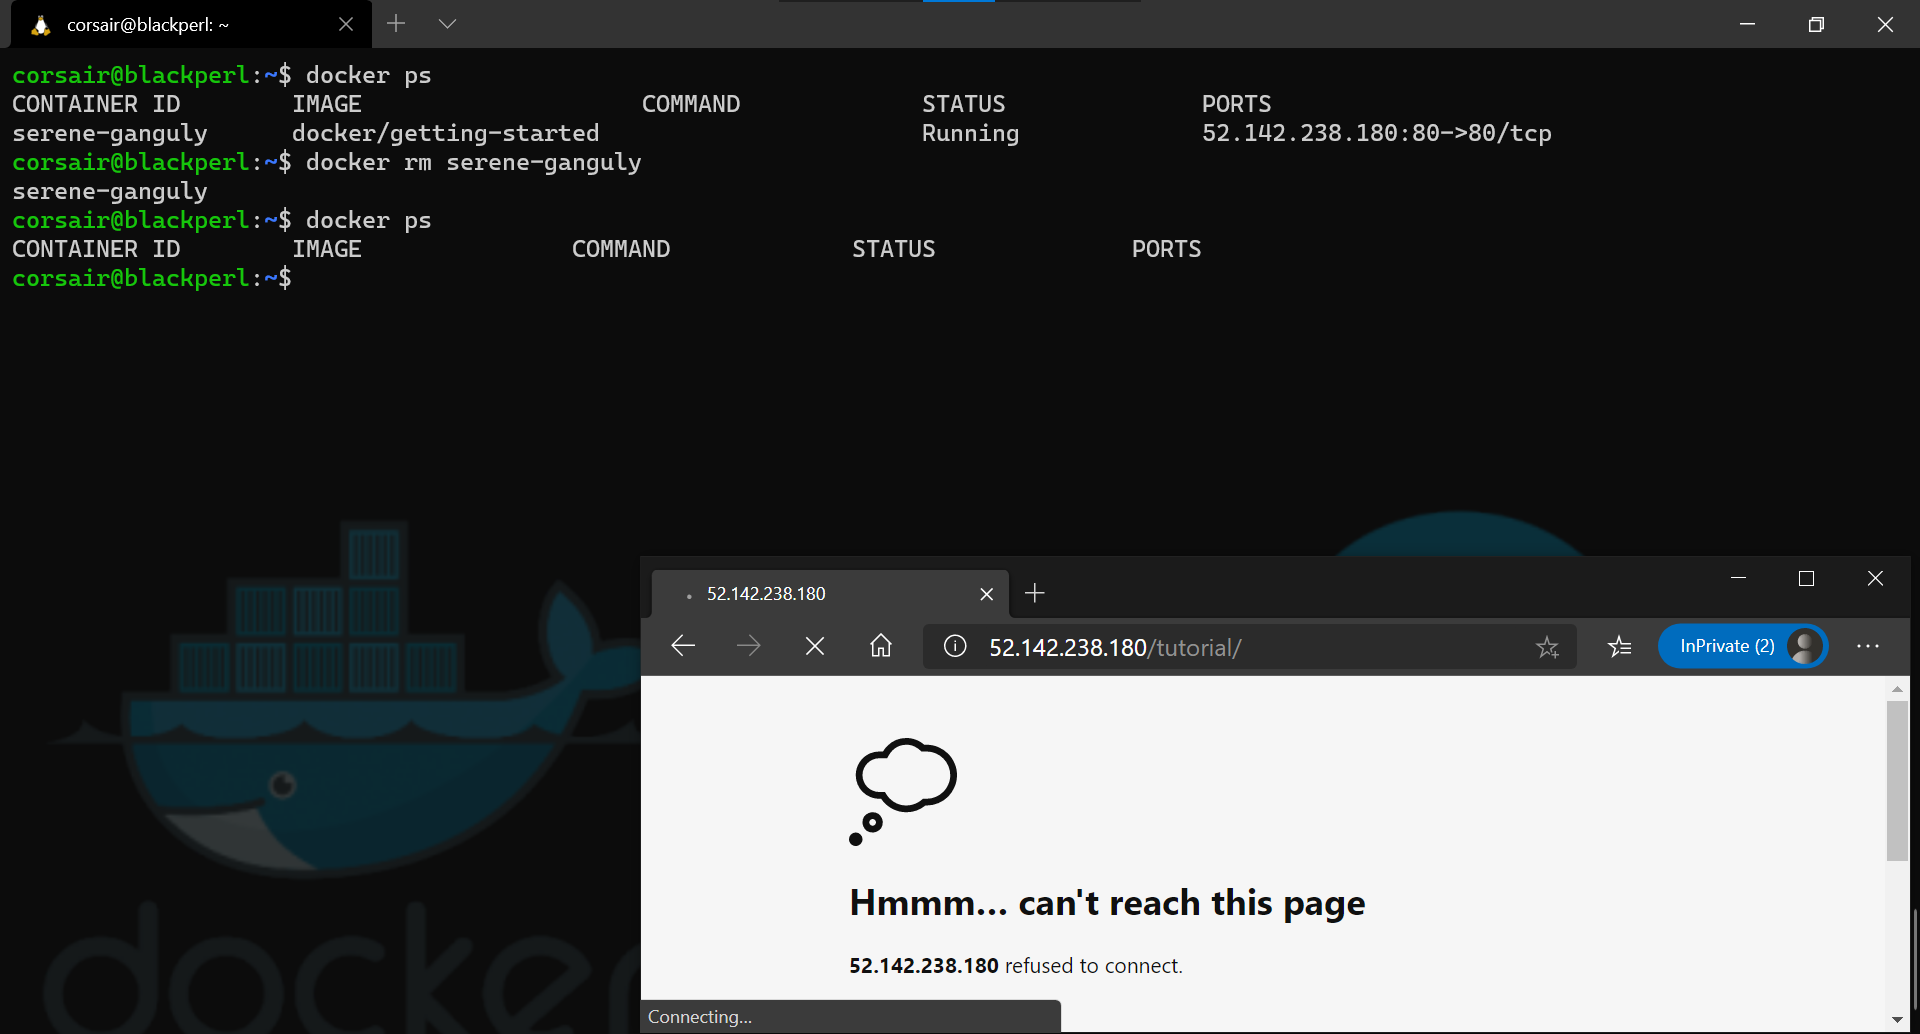 corsair@blackperl: ~
corsair@blackperl:~$ docker ps
CONTAINER ID IMAGE COMMAND STATUS PORTS
serene-ganguly docker/getting-started Running 52.142.238.180:80->80/tcp
corsair@blackperl:~$ docker rm serene-ganguly
serene-ganguly
corsair@blackperl:~$ docker ps
CONTAINER ID IMAGE COMMAND STATUS PORTS
corsair@blackperl:~$
52.142.238.180
52.142.238.180/tutorial/
InPrivate (2)
Hmmm... can't reach this page
52.142.238.180 refused to connect.
Connecting...
docker